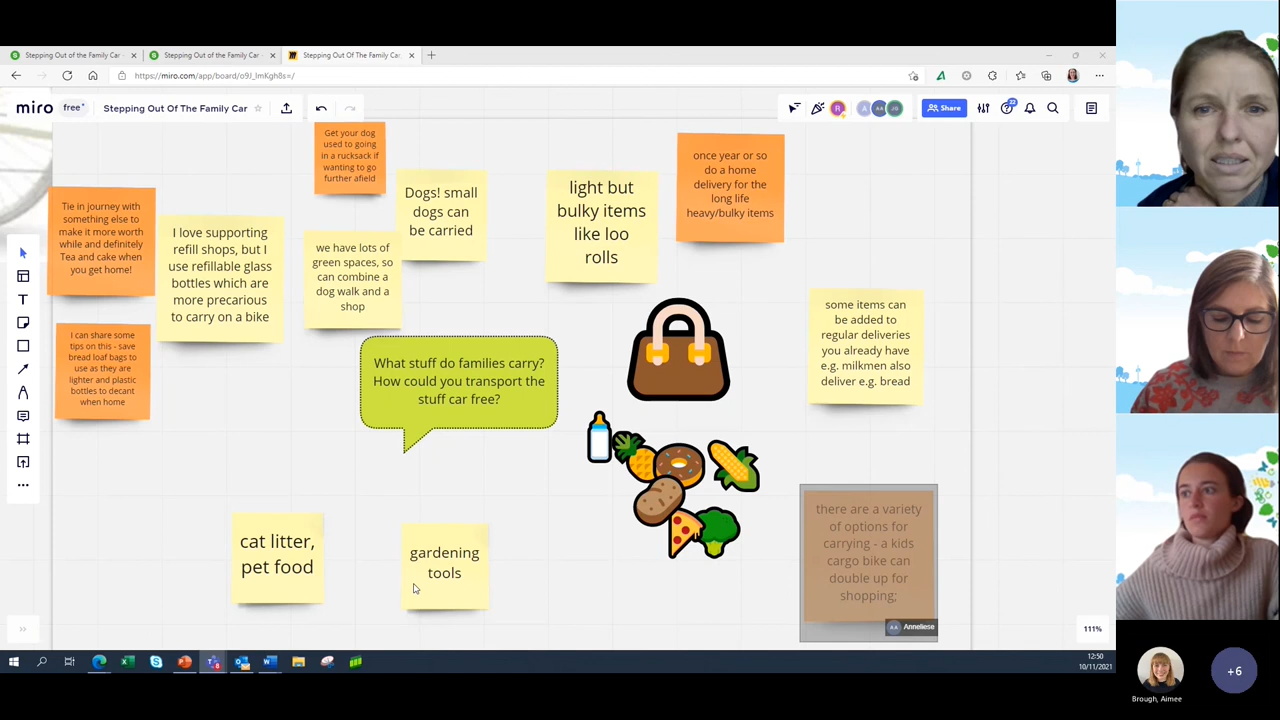 Stepping Out of the Family Car -
Stepping Out of the Family Car -
Stepping Out Of The Family Car,
https://miro.com/app/board/o9J_lmKgh8s=/
miro
free
Stepping Out Of The Family Car
R
A
AA
JB
Share
22
Get your dog
used to going
in a rucksack if
wanting to go
further afield
Dogs! small
dogs can
be carried
light but
bulky items
like loo
rolls
once year or so
do a home
delivery for the
long life
heavy/bulky items
Tie in journey with
something else to
make it more worth
while and definitely
Tea and cake when
you get home!
I love supporting
refill shops, but I
use refillable glass
bottles which are
more precarious
to carry on a bike
we have lots of
green spaces, so
can combine a
dog walk and a
shop
I can share some
tips on this - save
bread loaf bags to
use as they are
lighter and plastic
bottles to decant
when home
What stuff do families carry?
How could you transport the
stuff car free?
some items can
be added to
regular deliveries
you already have
e.g. milkmen also
deliver e.g. bread
cat litter,
pet food
gardening
tools
there are a variety
of options for
carrying - a kids
cargo bike can
double up for
shopping;
AA Anneliese
111%
12:50
10/11/2021
Brough, Aimee
+6